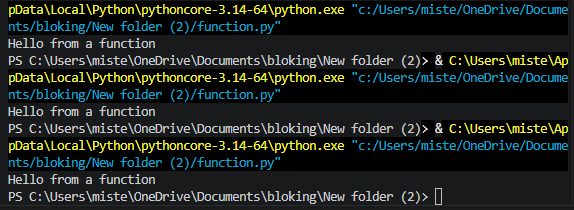 pData\Local\Python\pythoncore-3.14-64\python.exe "c:/Users/miste/OneDrive/Docume
nts/bloking/New folder (2)/function.py"
Hello from a function
PS C:\Users\miste\OneDrive\Documents\bloking\New folder (2)> & C:\Users\miste\Ap
pData\Local\Python\pythoncore-3.14-64\python.exe "c:/Users/miste/OneDrive/Docume
nts/bloking/New folder (2)/function.py"
Hello from a function
PS C:\Users\miste\OneDrive\Documents\bloking\New folder (2)> & C:\Users\miste\Ap
pData\Local\Python\pythoncore-3.14-64\python.exe "c:/Users/miste/OneDrive/Docume
nts/bloking/New folder (2)/function.py"
Hello from a function
PS C:\Users\miste\OneDrive\Documents\bloking\New folder (2)>